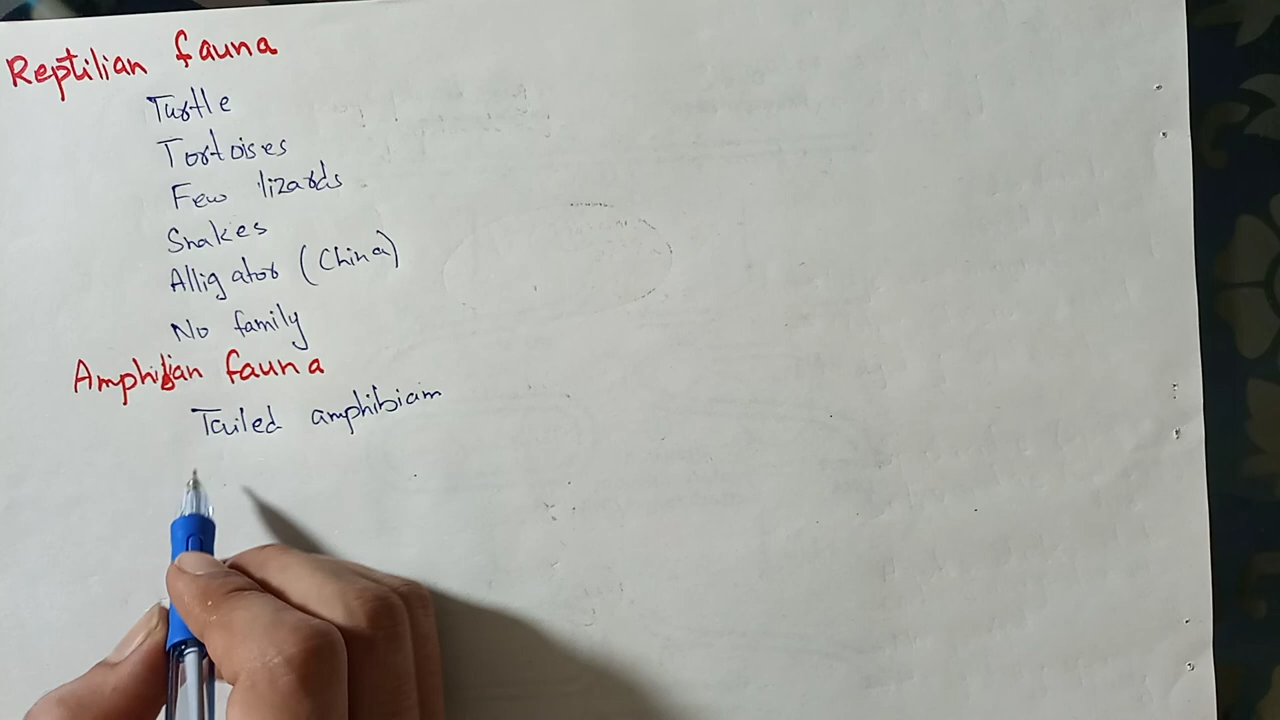 Reptilian fauna
Turtle
Tortoises
Few lizards
Snakes
Alligator (China)
No family
Amphibian fauna
Tailed amphibiam